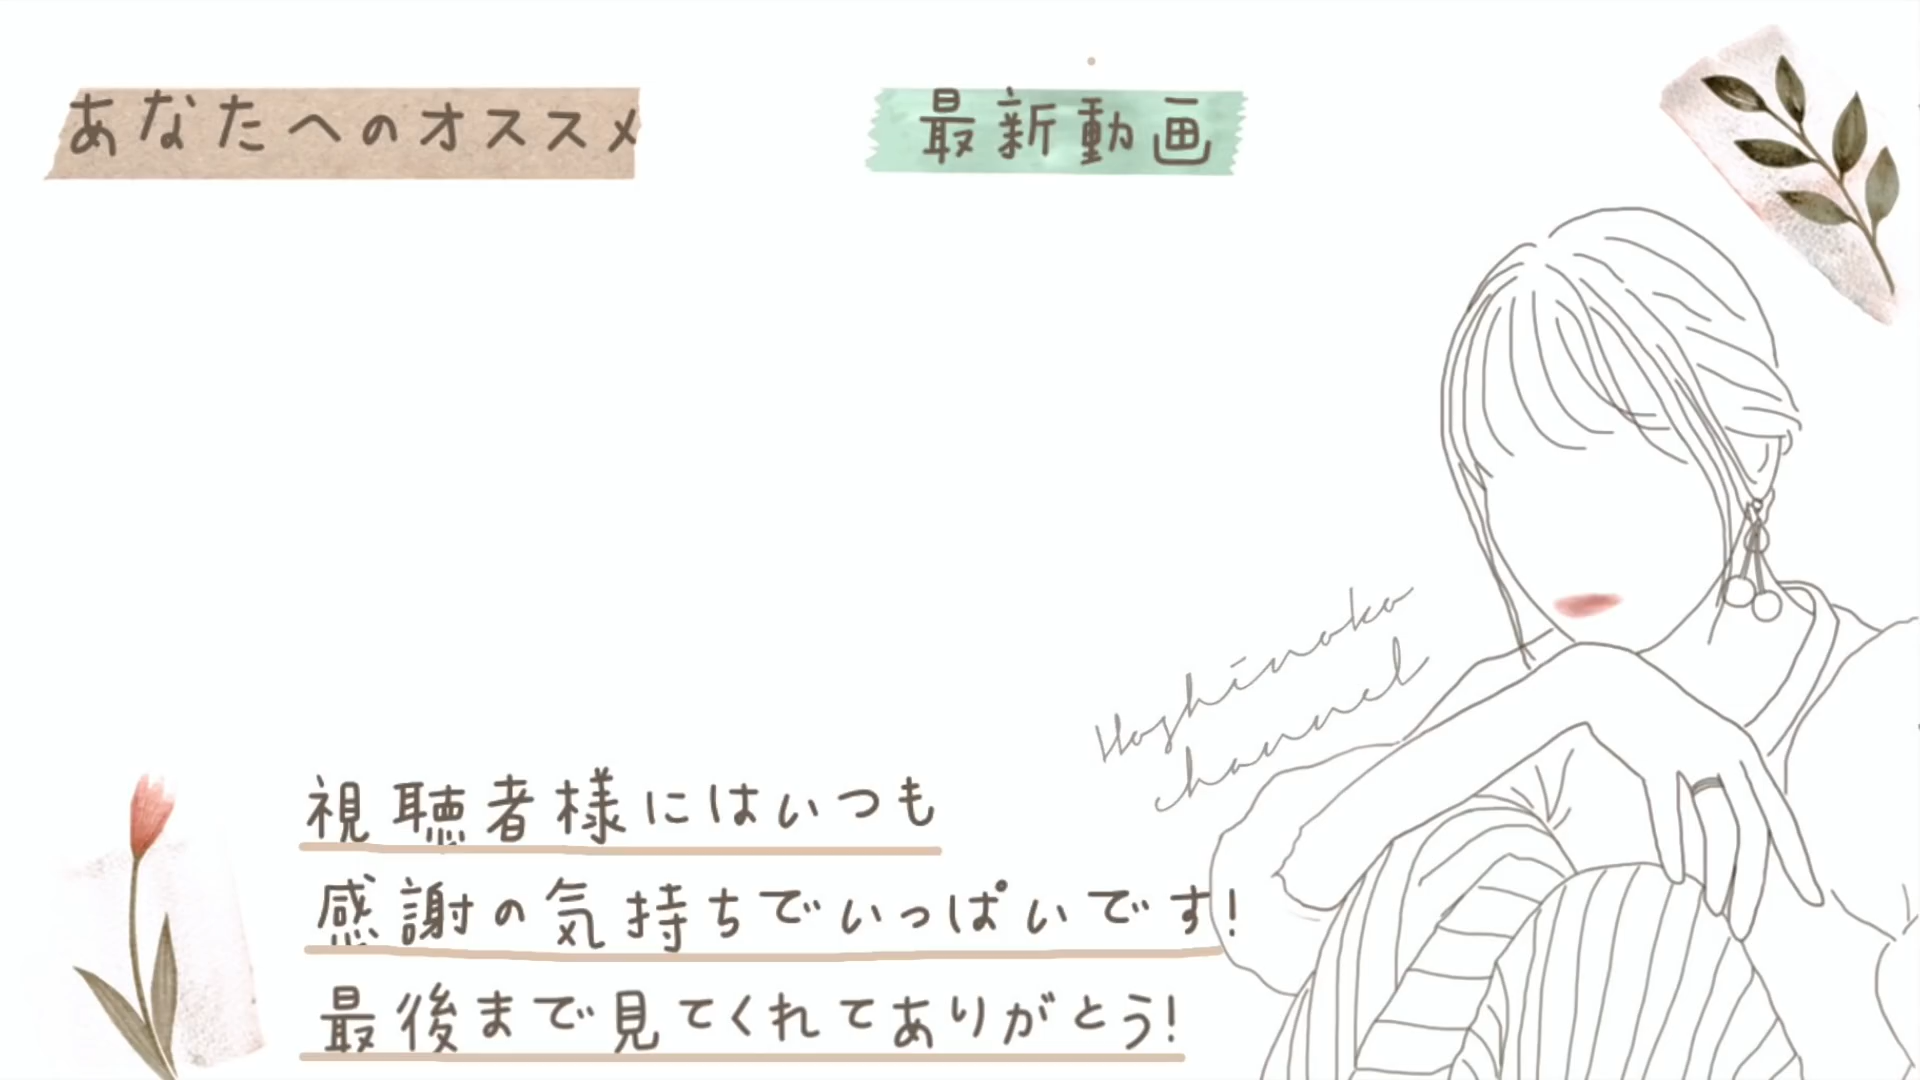 あなたへのオススメ
最新動画
Hoshinoko
channel
視聴者様にはいつも
感謝の気持ちでいっぱいです!
最後まで見てくれてありがとう!